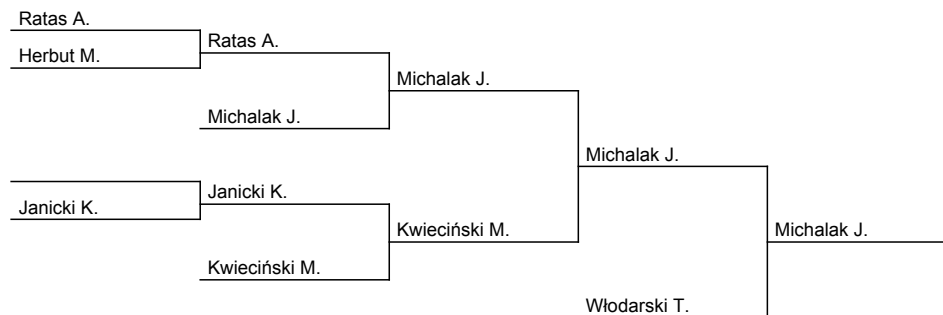 Ratas A.
Herbut M.
Ratas A.
Michalak J.
Michalak J.
Michalak J.
Janicki K.
Janicki K.
Kwieciński M.
Kwieciński M.
Michalak J.
Włodarski T.